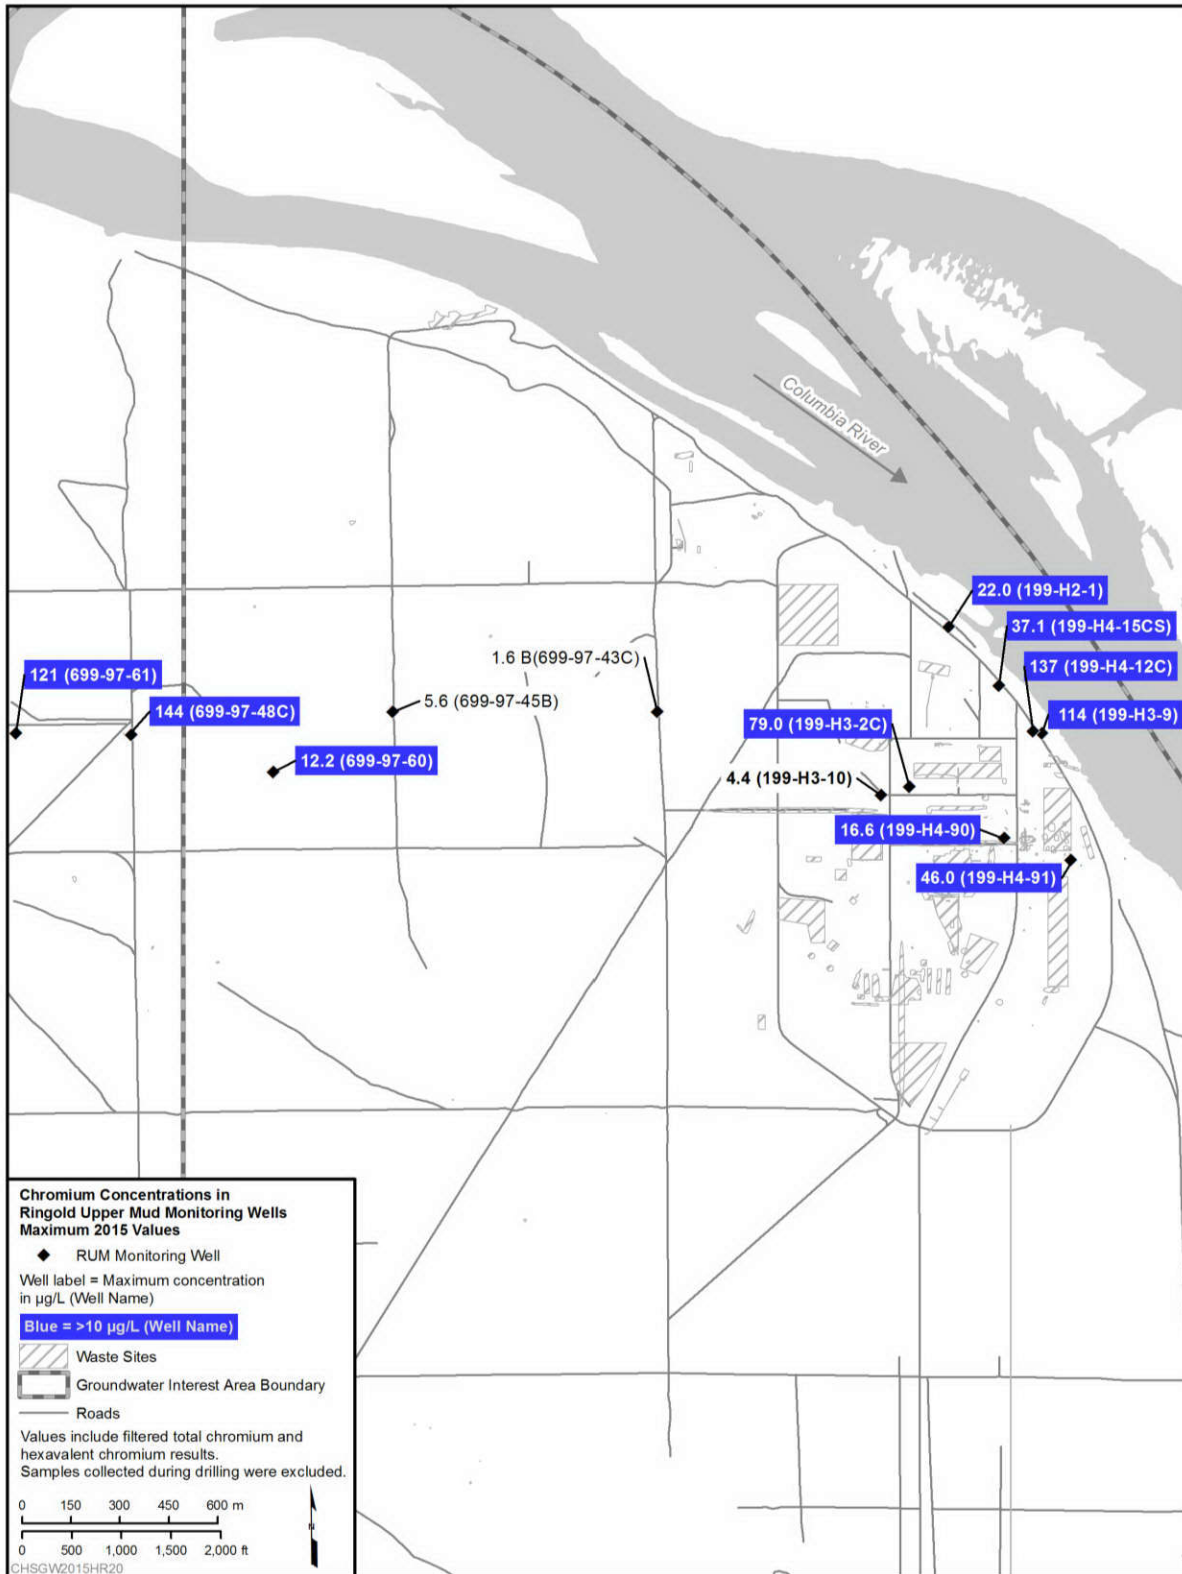 Columbia River
22.0 (199-H2-1)
37.1 (199-H4-15CS)
137 (199-H4-12C)
114 (199-H3-9)
121 (699-97-61)
144 (699-97-48C)
12.2 (699-97-60)
5.6 (699-97-45B)
1.6 B(699-97-43C)
79.0 (199-H3-2C)
4.4 (199-H3-10)
16.6 (199-H4-90)
46.0 (199-H4-91)
Chromium Concentrations in
Ringold Upper Mud Monitoring Wells
Maximum 2015 Values
RUM Monitoring Well
Well label = Maximum concentration
in µg/L (Well Name)
Blue = >10 µg/L (Well Name)
Waste Sites
Groundwater Interest Area Boundary
Roads
Values include filtered total chromium and
hexavalent chromium results.
Samples collected during drilling were excluded.
0 150 300 450 600 m
0 500 1,000 1,500 2,000 ft
N
CHSGW2015HR20